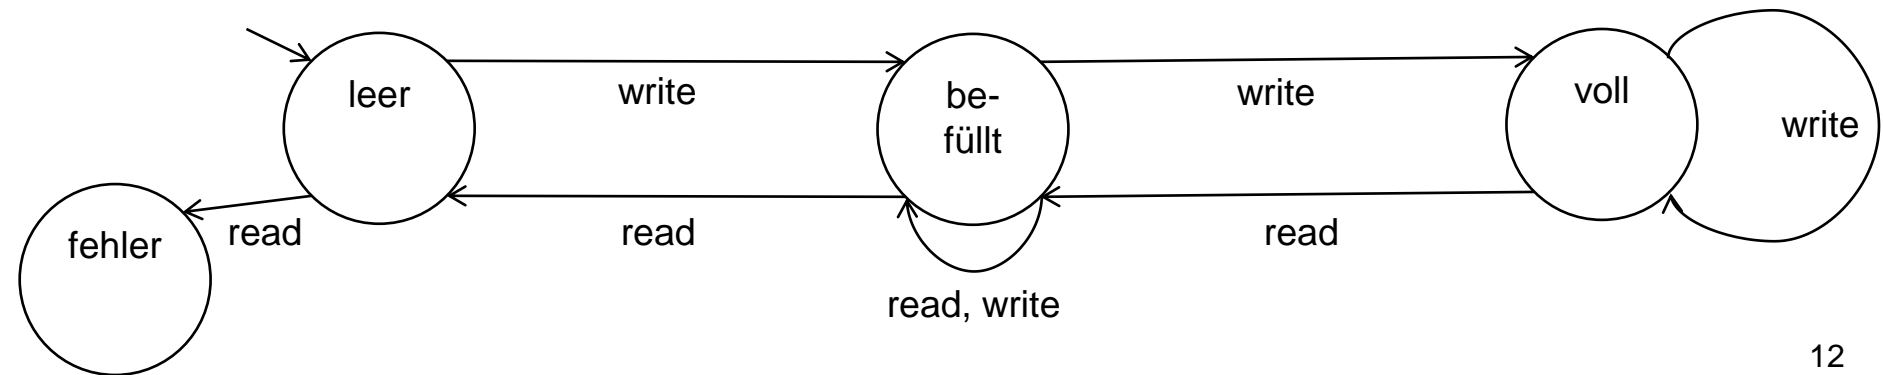 leer
write
be-
füllt
write
voll
write
fehler
read
read
read
read, write
12